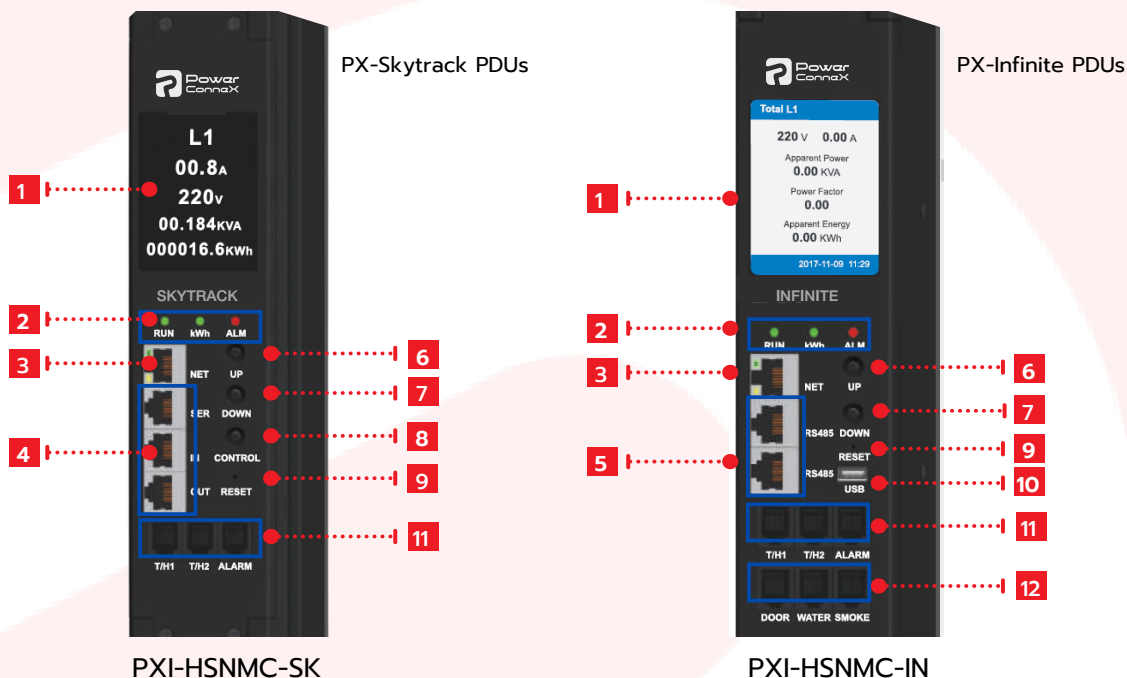 PX-Skytrack PDUs
Power
ConneX
L1
00.8A
220V
00.184KVA
000016.6KWh
SKYTRACK
RUN kWh ALM
NET UP
SER DOWN
IN CONTROL
OUT RESET
T/H1 T/H2 ALARM
1
2
3
4
6
7
8
9
11
PXI-HSNMC-SK
PX-Infinite PDUs
Power
ConneX
Total L1
220 V 0.00 A
Apparent Power
0.00 KVA
Power Factor
0.00
Apparent Energy
0.00 KWh
2017-11-09 11:29
INFINITE
RUN kWh ALM
NET UP
RS485 DOWN
RESET
RS485
USB
T/H1 T/H2 ALARM
DOOR WATER SMOKE
1
2
3
5
6
7
9
10
11
12
PXI-HSNMC-IN